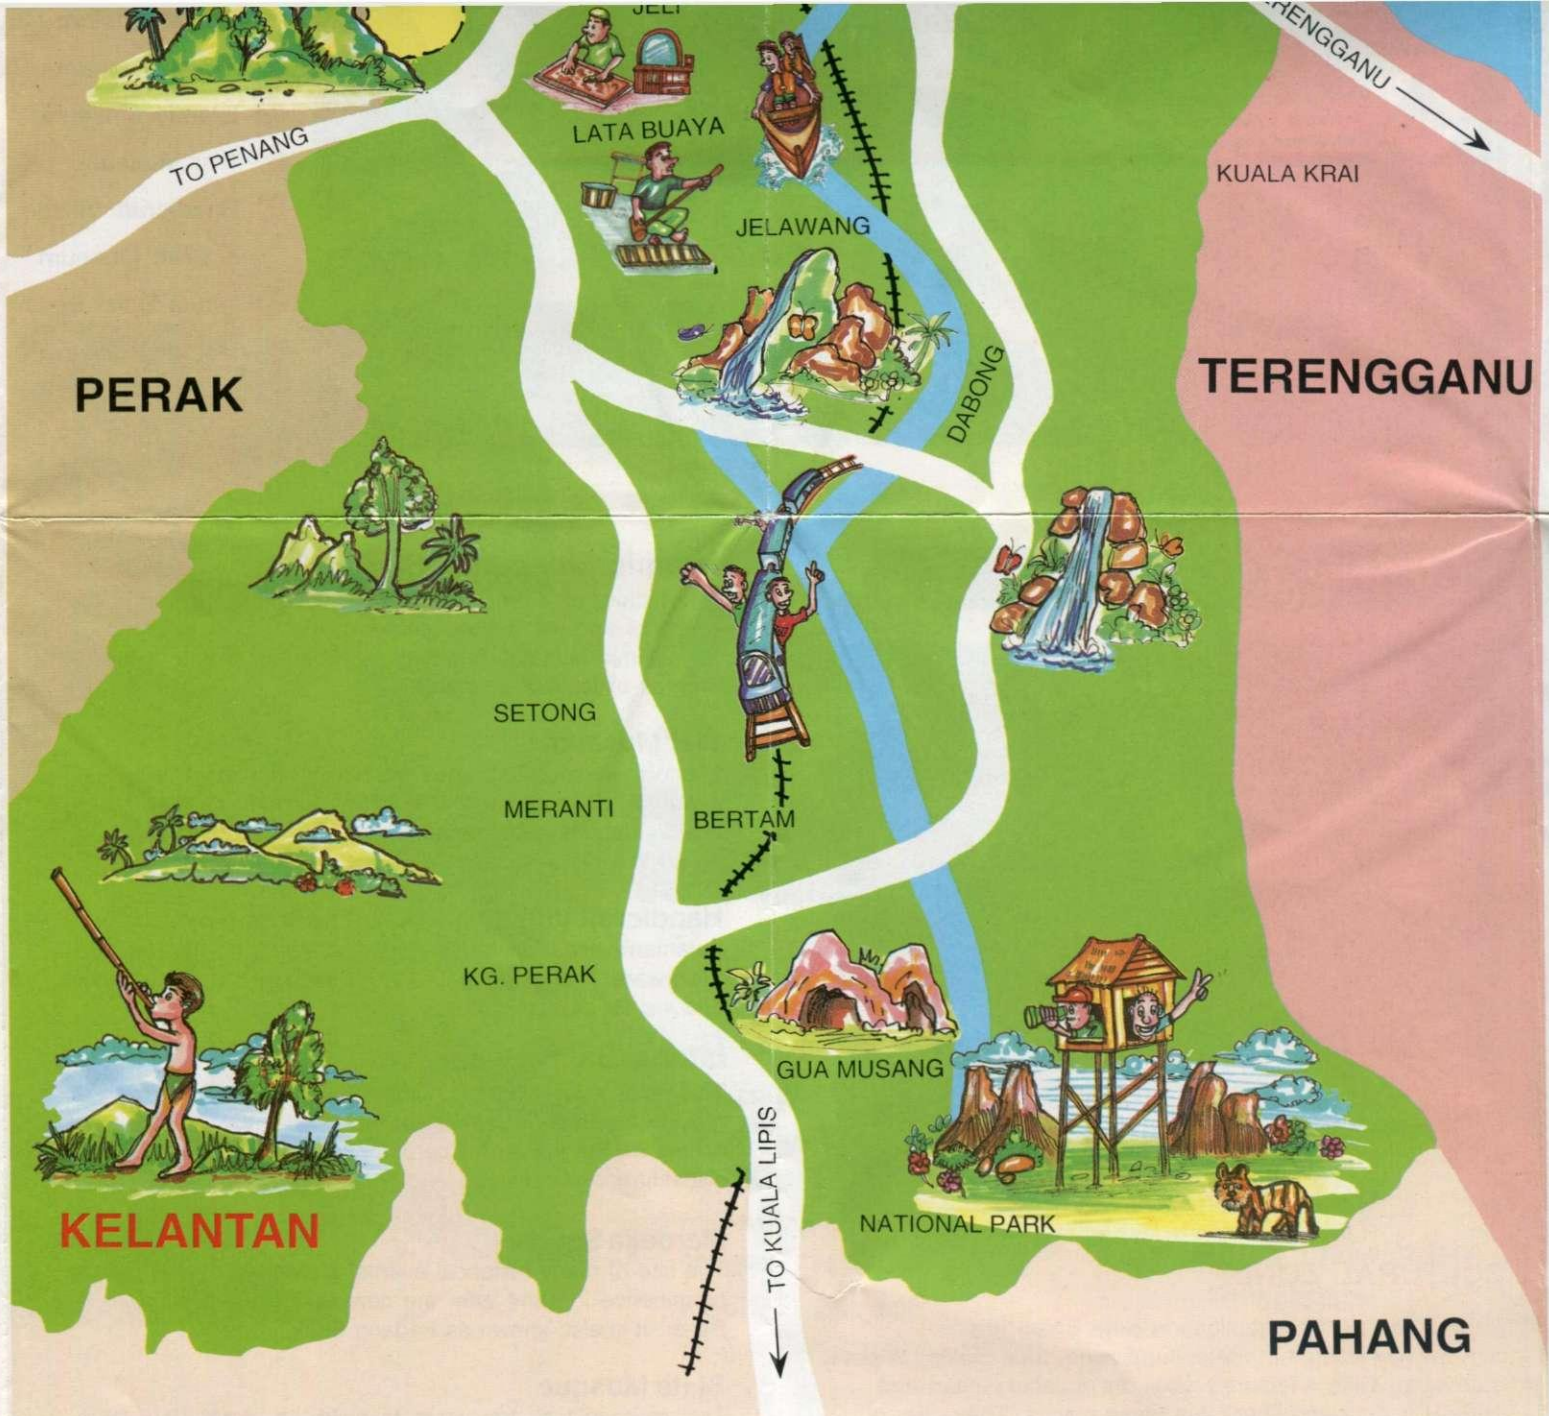 JELI
TO PENANG
LATA BUAYA
TERENGGANU
KUALA KRAI
JELAWANG
PERAK
TERENGGANU
DABONG
SETONG
MERANTI
BERTAM
KG. PERAK
GUA MUSANG
TO KUALA LIPIS
KELANTAN
NATIONAL PARK
PAHANG